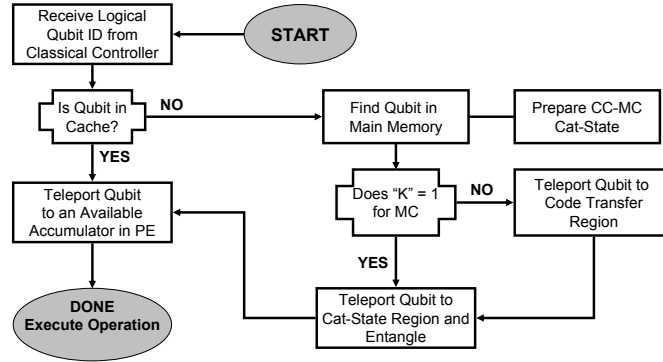 Receive Logical
Qubit ID from
Classical Controller
START
Is Qubit in
Cache?
NO
Find Qubit in
Main Memory
Prepare CC-MC
Cat-State
YES
Teleport Qubit
to an Available
Accumulator in PE
Does “K” = 1
for MC
NO
Teleport Qubit to
Code Transfer
Region
YES
DONE
Execute Operation
Teleport Qubit to
Cat-State Region and
Entangle